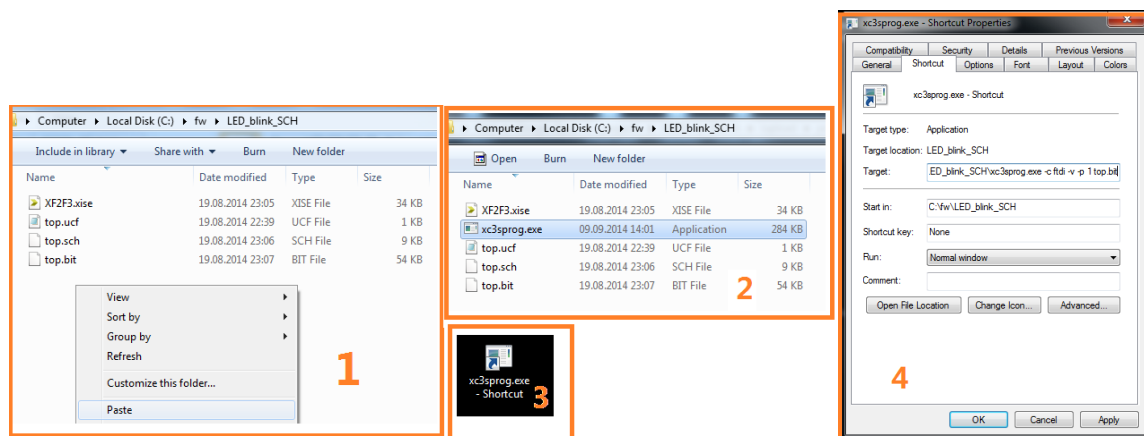 Computer ▸ Local Disk (C:) ▸ fw ▸ LED_blink_SCH
Include in library Share with Burn New folder
Name Date modified Type Size
XF2F3.xise 19.08.2014 23:05 XISE File 34 KB
top.ucf 19.08.2014 22:39 UCF File 1 KB
top.sch 19.08.2014 23:06 SCH File 9 KB
top.bit 19.08.2014 23:07 BIT File 54 KB
View
Sort by
Group by
Refresh
Customize this folder...
Paste
1
Computer ▸ Local Disk (C:) ▸ fw ▸ LED_blink_SCH
Open Burn New folder
Name Date modified Type Size
XF2F3.xise 19.08.2014 23:05 XISE File 34 KB
xc3sprog.exe 09.09.2014 14:01 Application 284 KB
top.ucf 19.08.2014 22:39 UCF File 1 KB
top.sch 19.08.2014 23:06 SCH File 9 KB
top.bit 19.08.2014 23:07 BIT File 54 KB
2
xc3sprog.exe
- Shortcut
3
xc3sprog.exe - Shortcut Properties
Compatibility Security Details Previous Versions
General Shortcut Options Font Layout Colors
xc3sprog.exe - Shortcut
Target type: Application
Target location: LED_blink_SCH
Target: .ED_blink_SCH\xc3sprog.exe -c ftdi -v -p 1 top.bit
Start in: C:\fw\LED_blink_SCH
Shortcut key: None
Run: Normal window
Comment:
Open File Location Change Icon... Advanced...
4
OK Cancel Apply